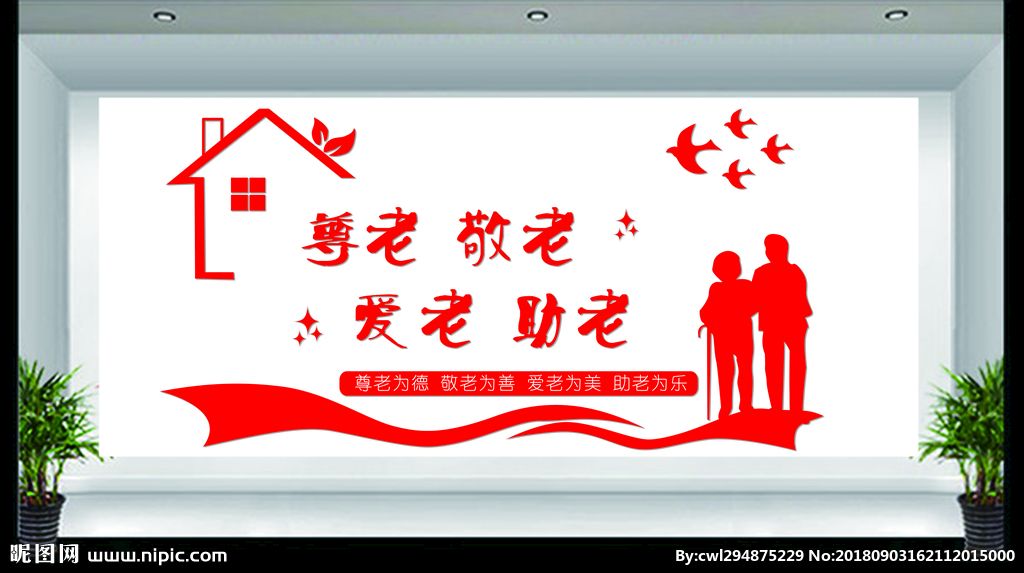 尊老 敬老
爱老 助老
尊老为德 敬老为善 爱老为美 助老为乐
昵图网 www.nipic.com
By:cwl294875229 No:20180903162112015000